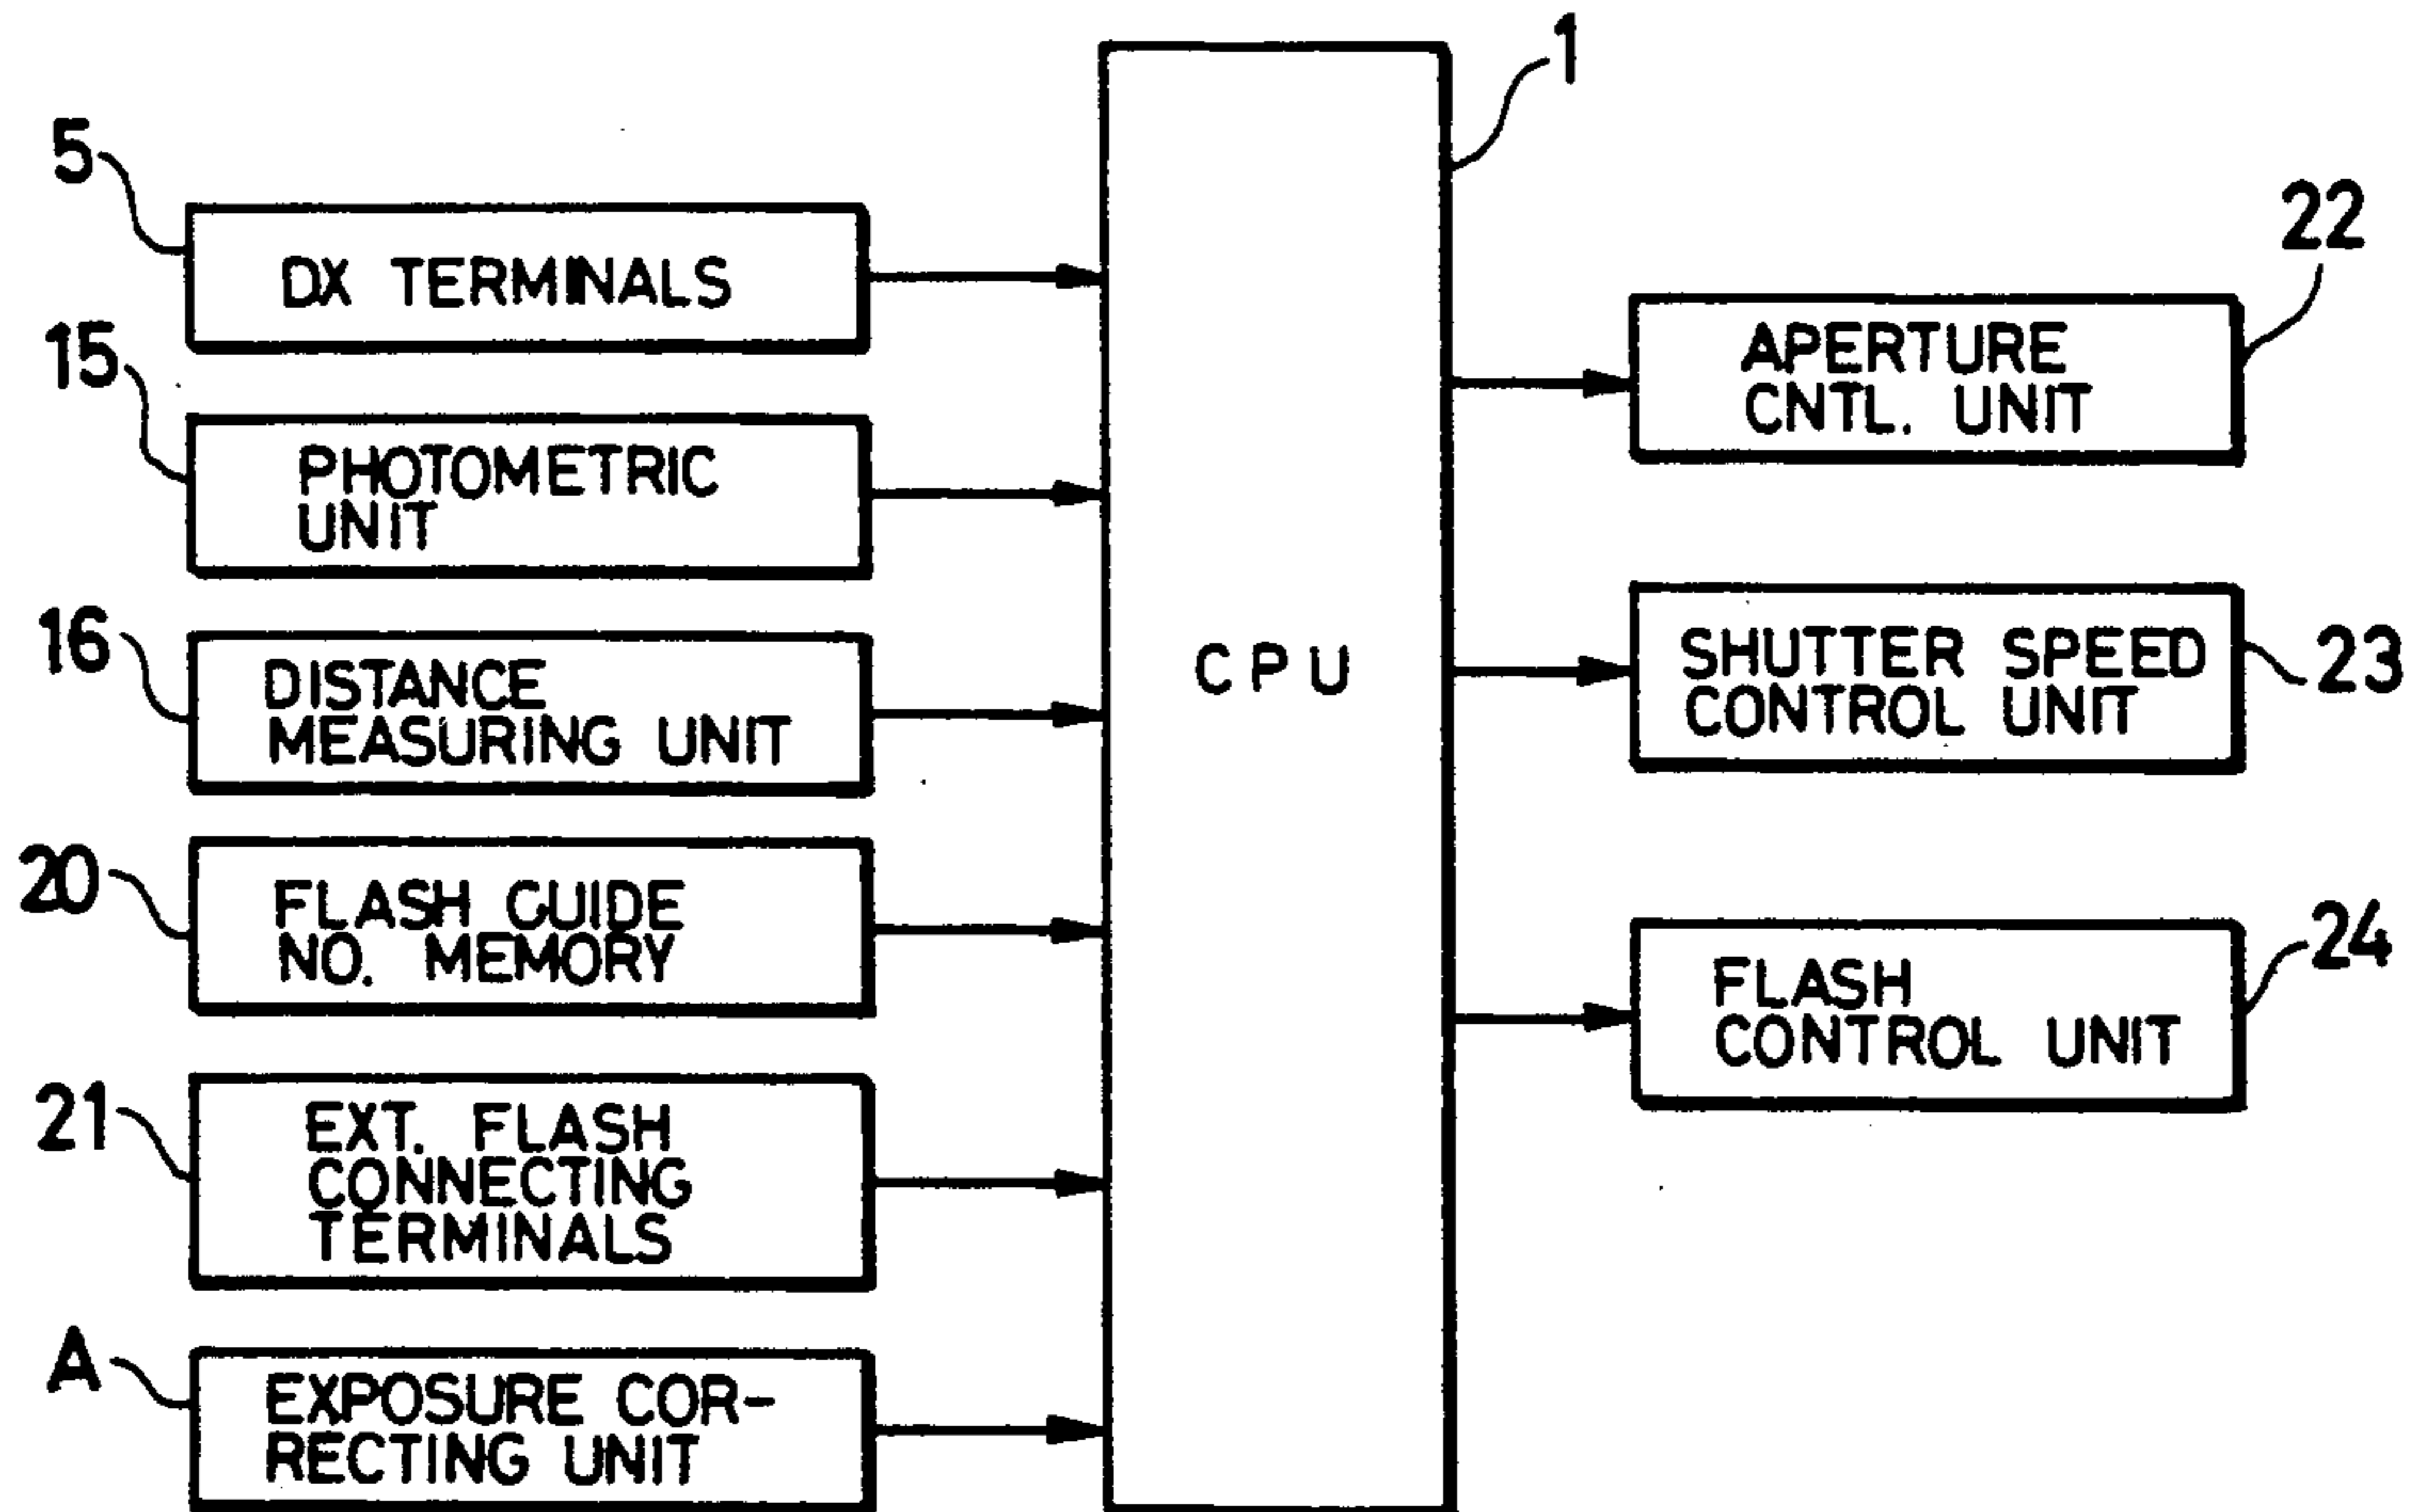 1
5
DX TERMINALS
15
PHOTOMETRIC
UNIT
16
DISTANCE
MEASURING UNIT
20
FLASH GUIDE
NO. MEMORY
21
EXT. FLASH
CONNECTING
TERMINALS
A
EXPOSURE COR-
RECTING UNIT
CPU
22
APERTURE
CNTL. UNIT
23
SHUTTER SPEED
CONTROL UNIT
24
FLASH
CONTROL UNIT